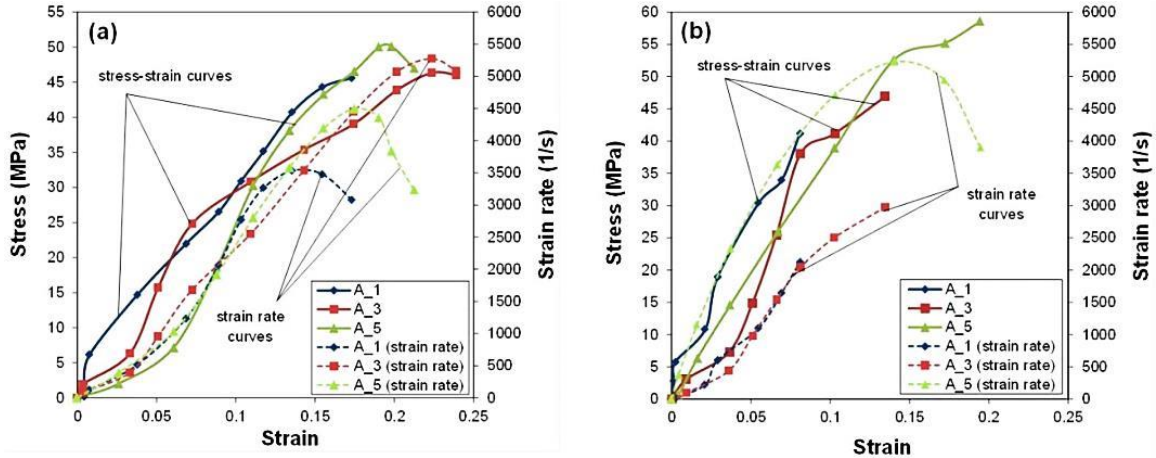 (a)
stress-strain curves
55
50
45
40
35
30
25
20
15
10
5
0
Stress (MPa)
6000
5500
5000
4500
4000
3500
3000
2500
2000
1500
1000
500
0
Strain rate (1/s)
strain rate
curves
A_1
A_3
A_5
A_1 (strain rate)
A_3 (strain rate)
A_5 (strain rate)
0 0.05 0.1 0.15 0.2 0.25
Strain
(b)
stress-strain curves
60
55
50
45
40
35
30
25
20
15
10
5
0
Stress (MPa)
6000
5500
5000
4500
4000
3500
3000
2500
2000
1500
1000
500
0
Strain rate (1/s)
strain rate
curves
A_1
A_3
A_5
A_1 (strain rate)
A_3 (strain rate)
A_5 (strain rate)
0 0.05 0.1 0.15 0.2 0.25
Strain